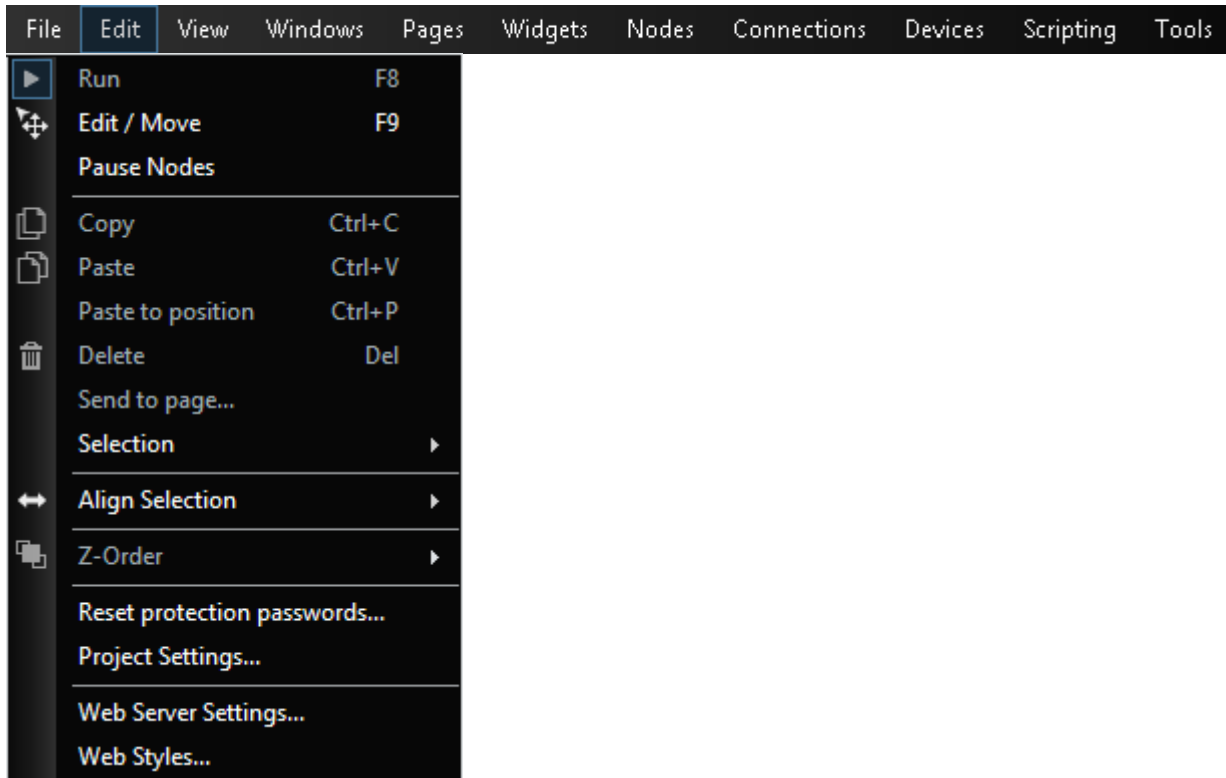 File Edit View Windows Pages Widgets Nodes Connections Devices Scripting Tools
Run F8
Edit / Move F9
Pause Nodes
Copy Ctrl+C
Paste Ctrl+V
Paste to position Ctrl+P
Delete Del
Send to page...
Selection
Align Selection
Z-Order
Reset protection passwords...
Project Settings...
Web Server Settings...
Web Styles...